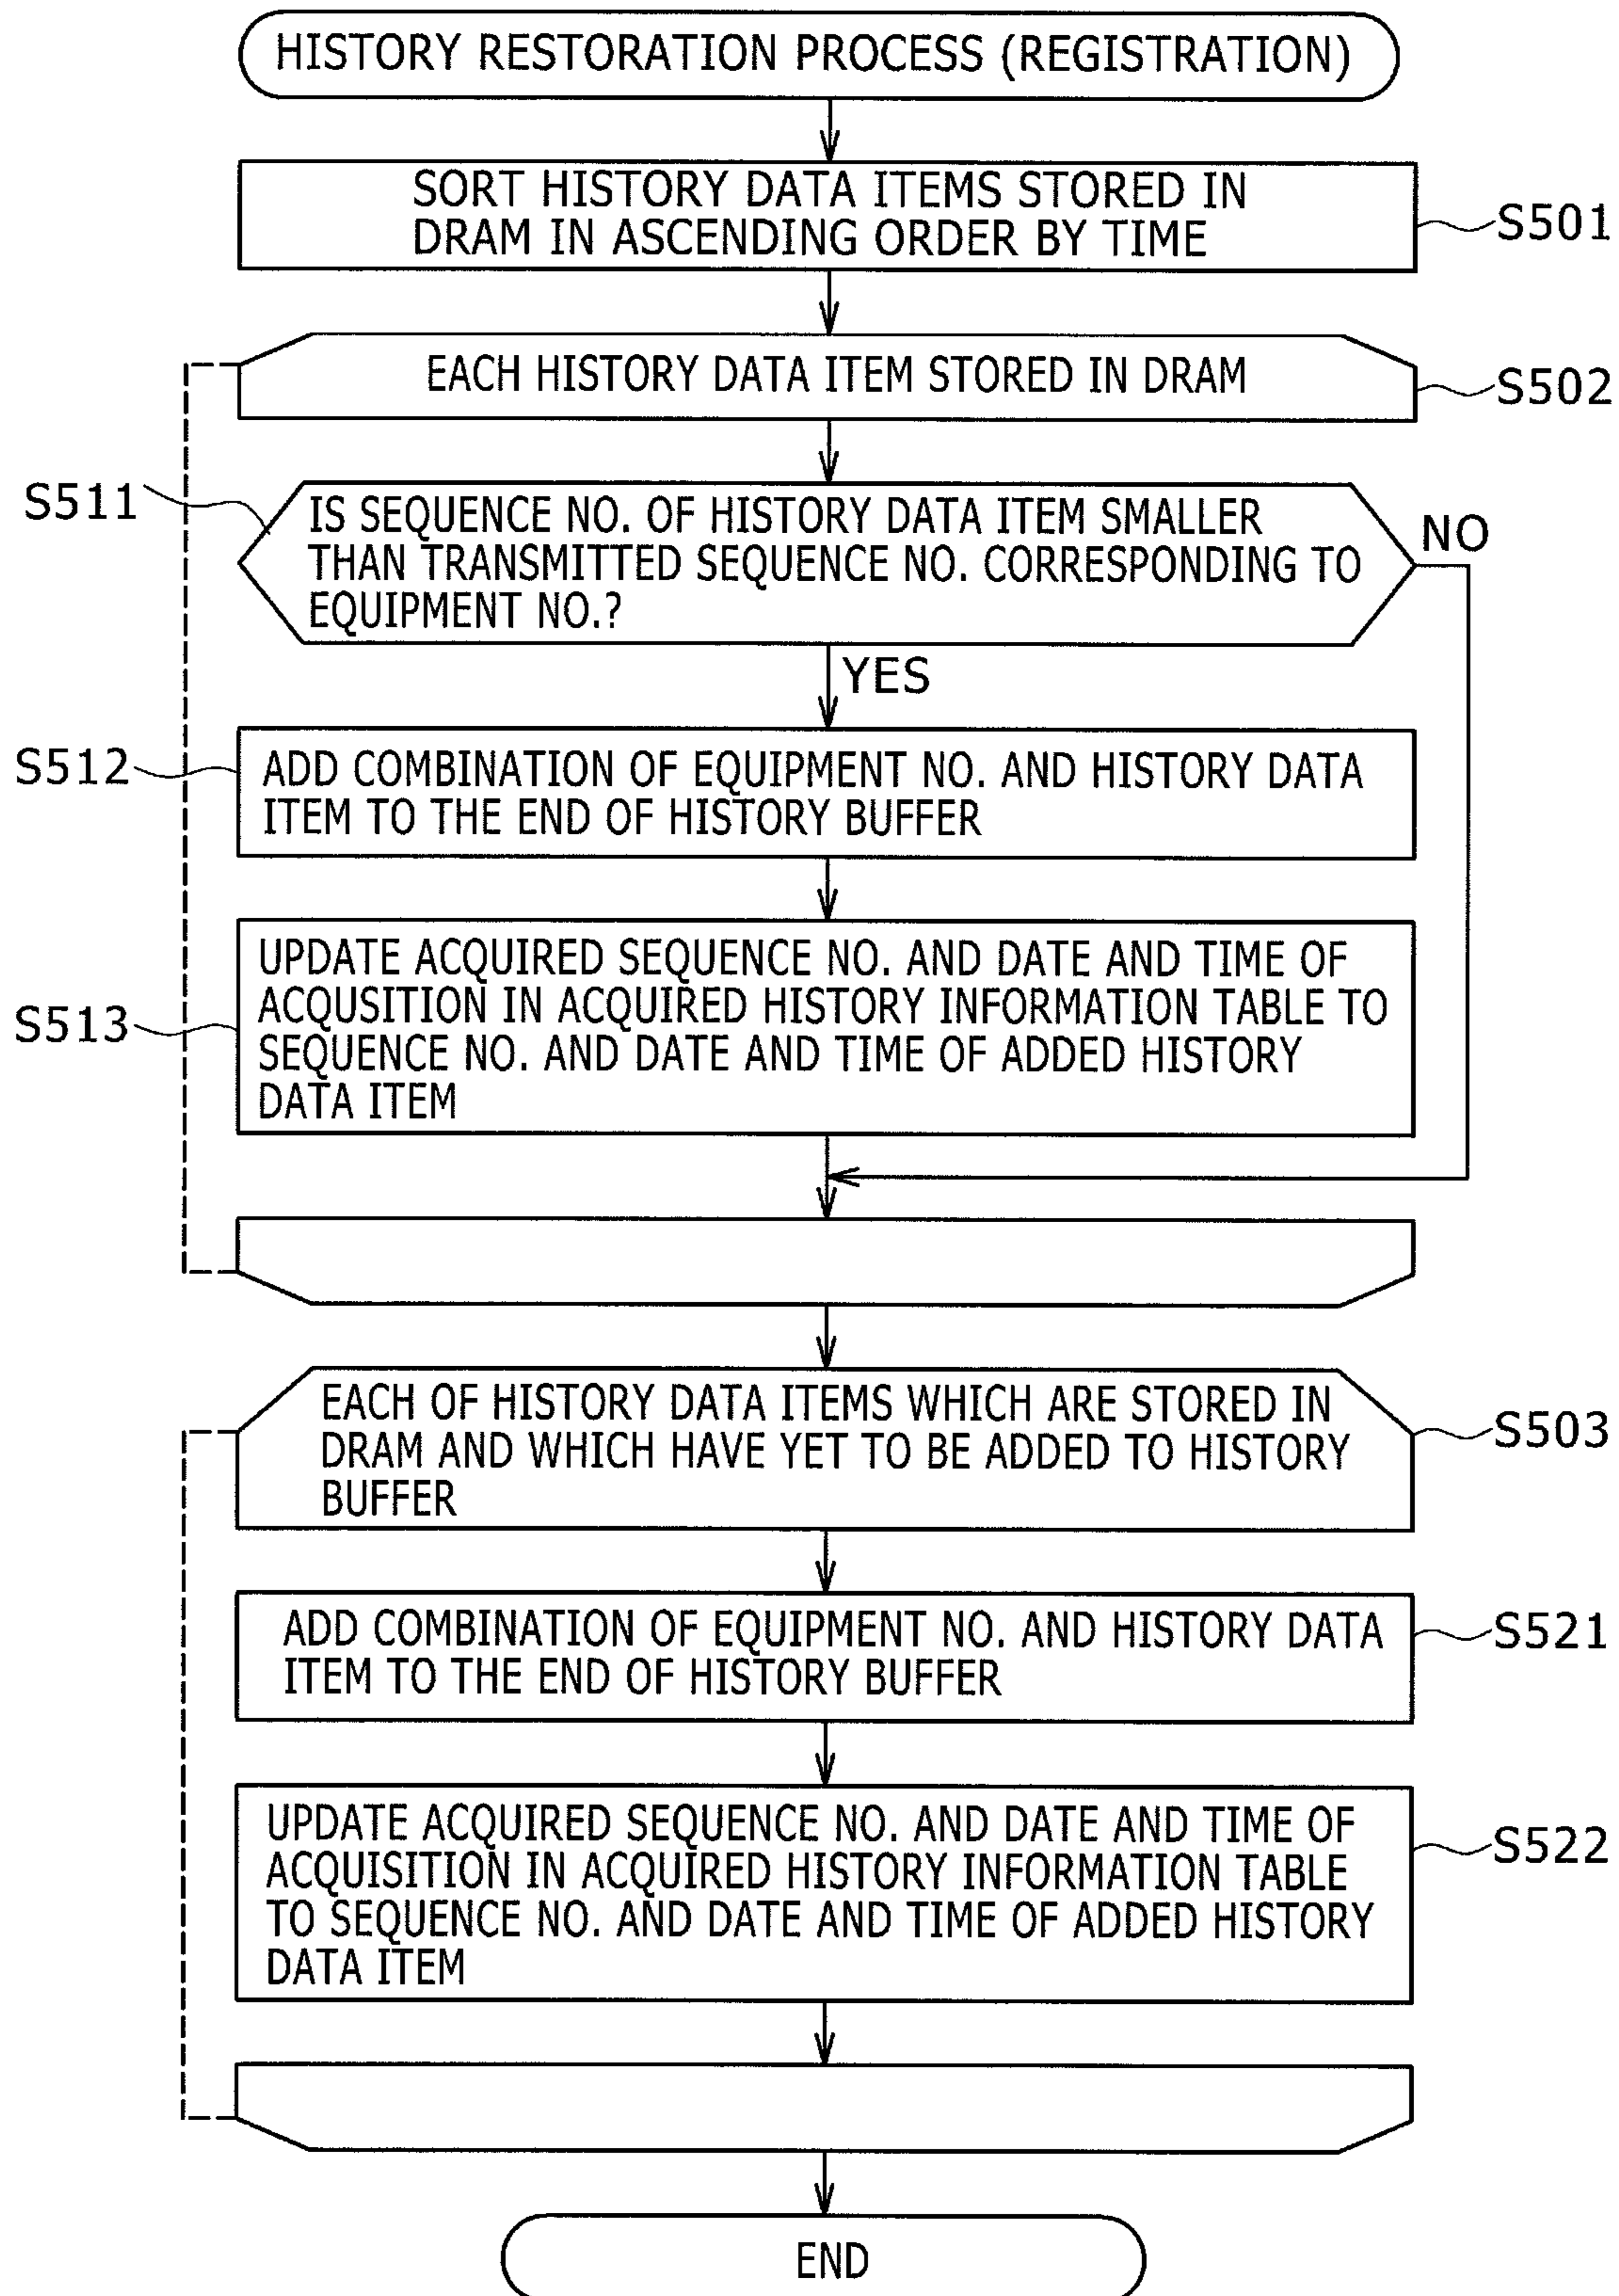 HISTORY RESTORATION PROCESS (REGISTRATION)
SORT HISTORY DATA ITEMS STORED IN
DRAM IN ASCENDING ORDER BY TIME
S501
EACH HISTORY DATA ITEM STORED IN DRAM
S502
S511
IS SEQUENCE NO. OF HISTORY DATA ITEM SMALLER
THAN TRANSMITTED SEQUENCE NO. CORRESPONDING TO
EQUIPMENT NO.?
NO
YES
S512
ADD COMBINATION OF EQUIPMENT NO. AND HISTORY DATA
ITEM TO THE END OF HISTORY BUFFER
S513
UPDATE ACQUIRED SEQUENCE NO. AND DATE AND TIME OF
ACQUSITION IN ACQUIRED HISTORY INFORMATION TABLE TO
SEQUENCE NO. AND DATE AND TIME OF ADDED HISTORY
DATA ITEM
EACH OF HISTORY DATA ITEMS WHICH ARE STORED IN
DRAM AND WHICH HAVE YET TO BE ADDED TO HISTORY
BUFFER
S503
ADD COMBINATION OF EQUIPMENT NO. AND HISTORY DATA
ITEM TO THE END OF HISTORY BUFFER
S521
UPDATE ACQUIRED SEQUENCE NO. AND DATE AND TIME OF
ACQUISITION IN ACQUIRED HISTORY INFORMATION TABLE
TO SEQUENCE NO. AND DATE AND TIME OF ADDED HISTORY
DATA ITEM
S522
END